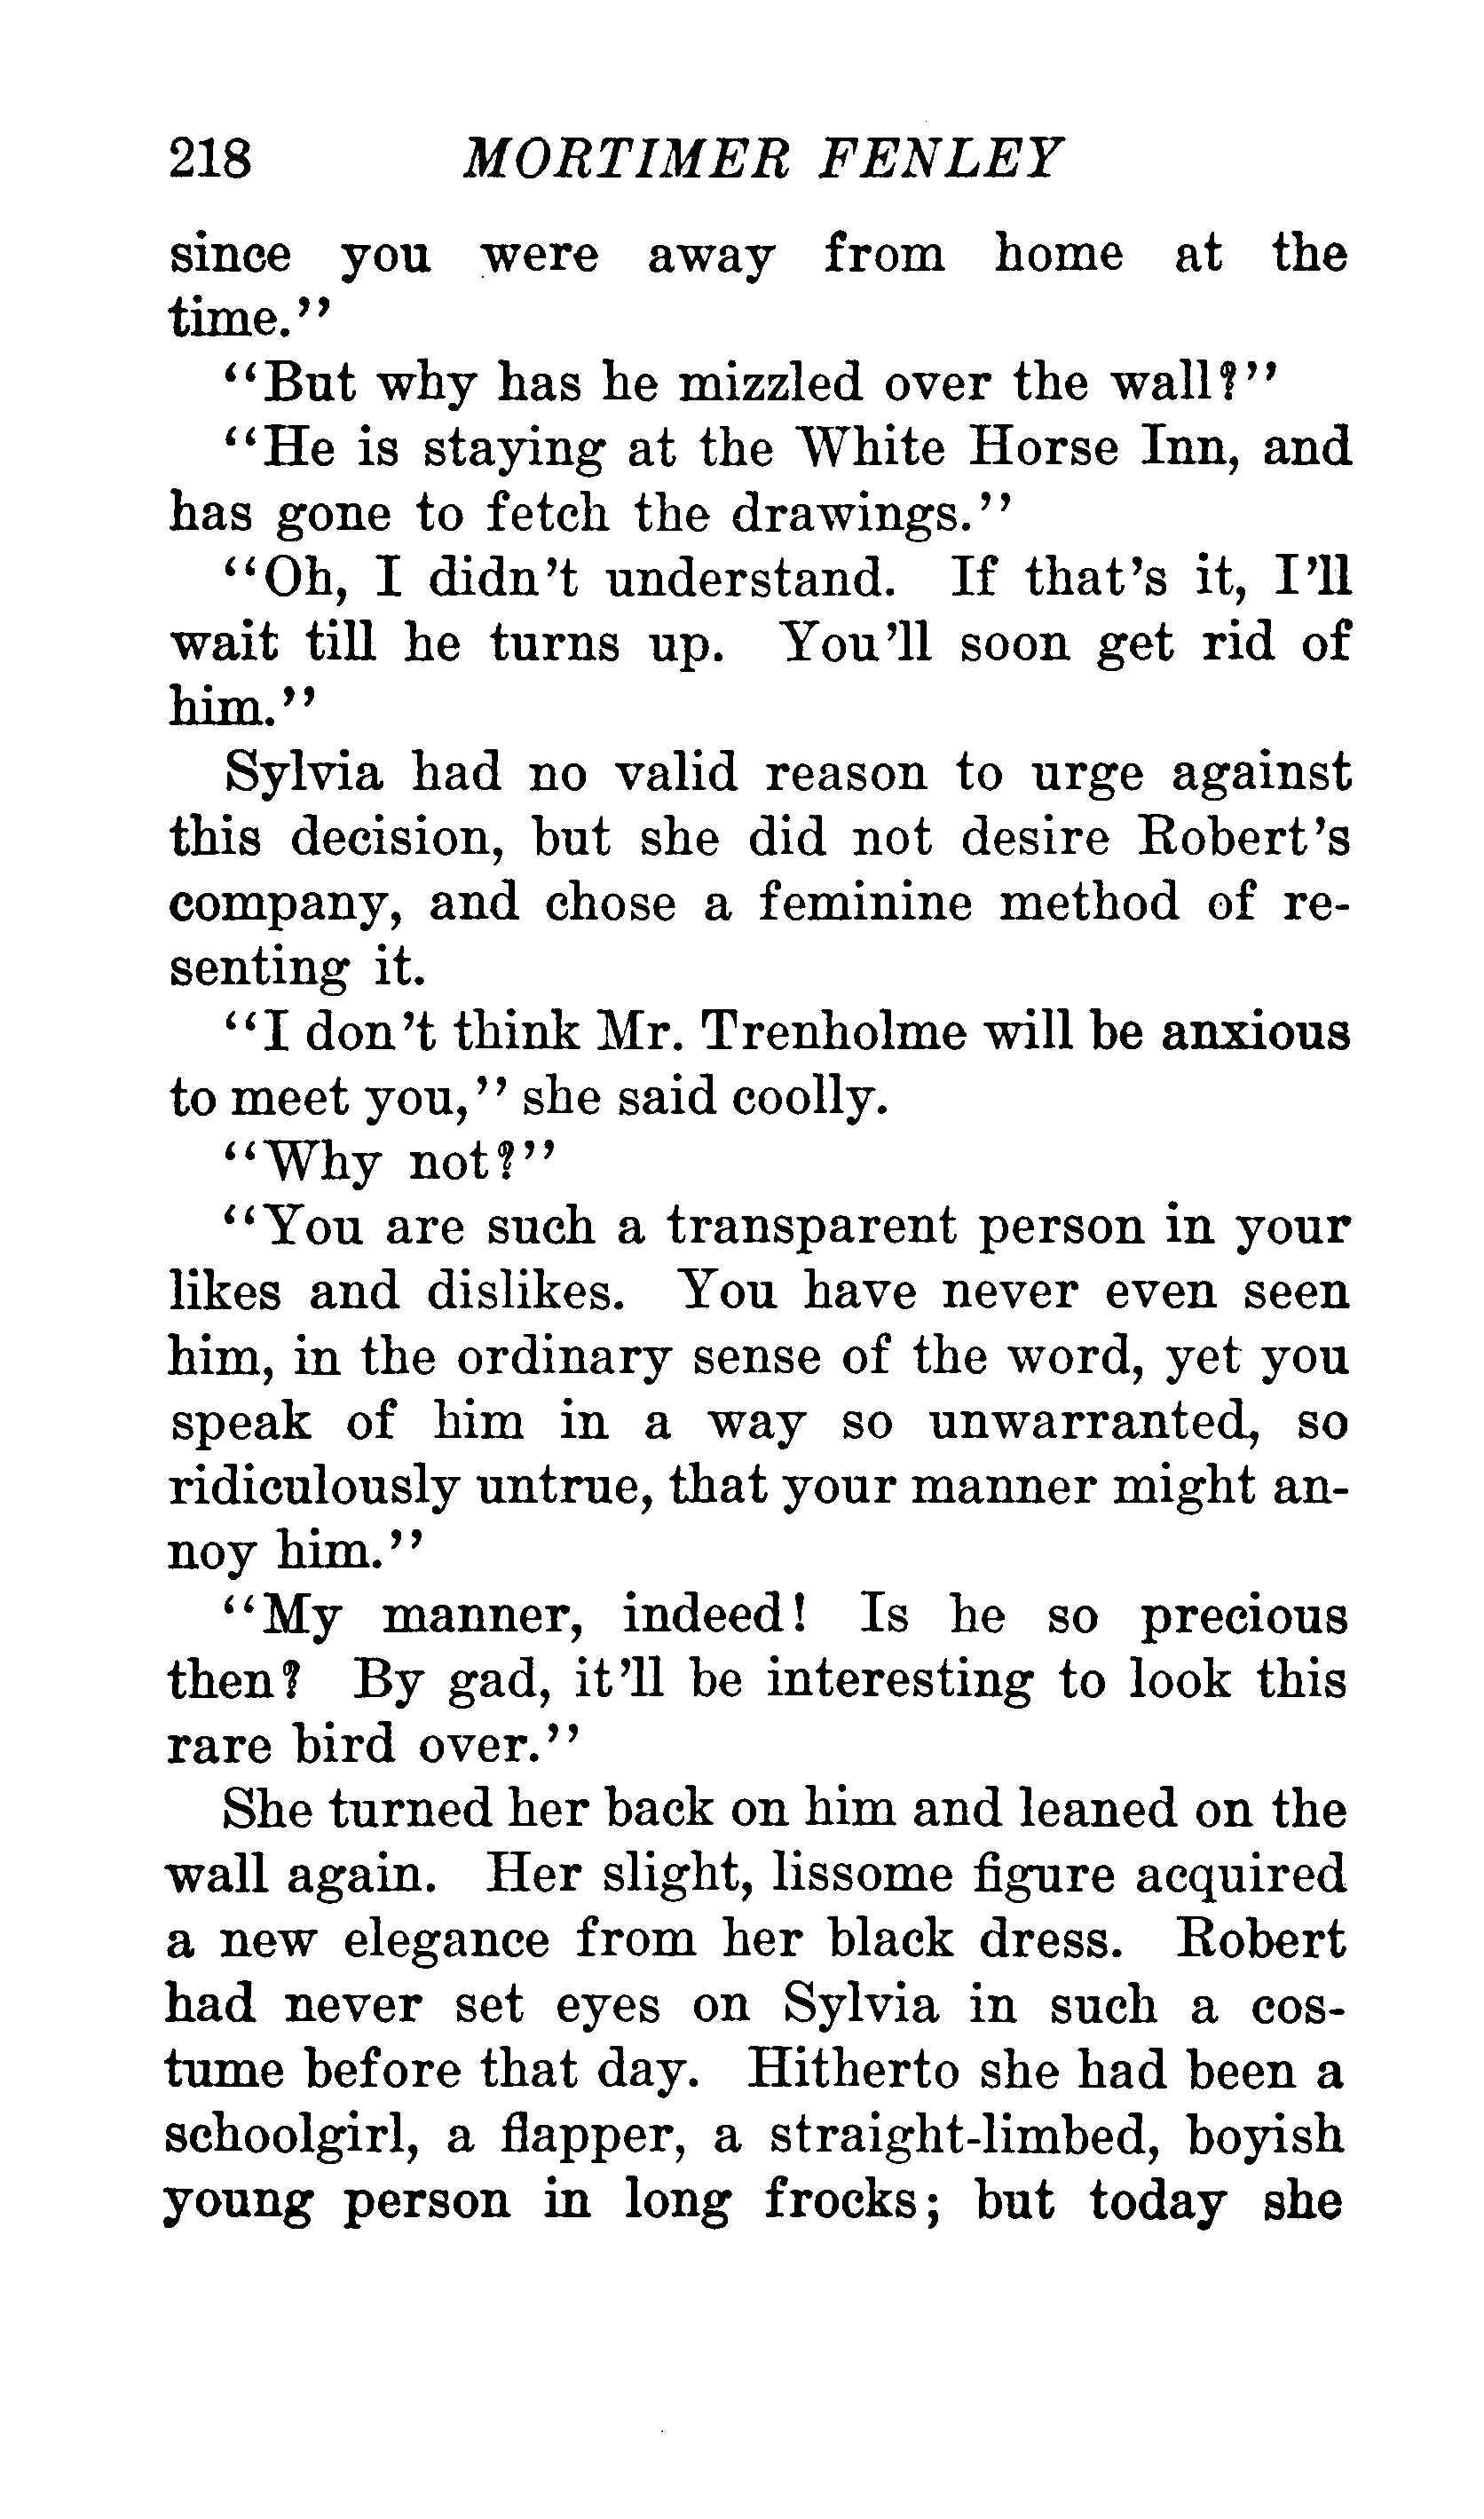 218 MORTIMER FENLEY
since you were away from home at the
time."
"But why has he mizzled over the wall?"
"He is staying at the White Horse Inn, and
has gone to fetch the drawings."
"Oh, I didn't understand. If that's it, I'll
wait till he turns up. You'll soon get rid of
him."
Sylvia had no valid reason to urge against
this decision, but she did not desire Robert's
company, and chose a feminine method of re-
senting it.
"I don't think Mr. Trenholme will be anxious
to meet you," she said coolly.
"Why not?"
"You are such a transparent person in your
likes and dislikes. You have never even seen
him, in the ordinary sense of the word, yet you
speak of him in a way so unwarranted, so
ridiculously untrue, that your manner might an-
noy him."
"My manner, indeed! Is he so precious
then? By gad, it'll be interesting to look this
rare bird over."
She turned her back on him and leaned on the
wall again. Her slight, lissome figure acquired
a new elegance from her black dress. Robert
had never set eyes on Sylvia in such a cos-
tume before that day. Hitherto she had been a
schoolgirl, a flapper, a straight-limbed, boyish
young person in long frocks; but today she